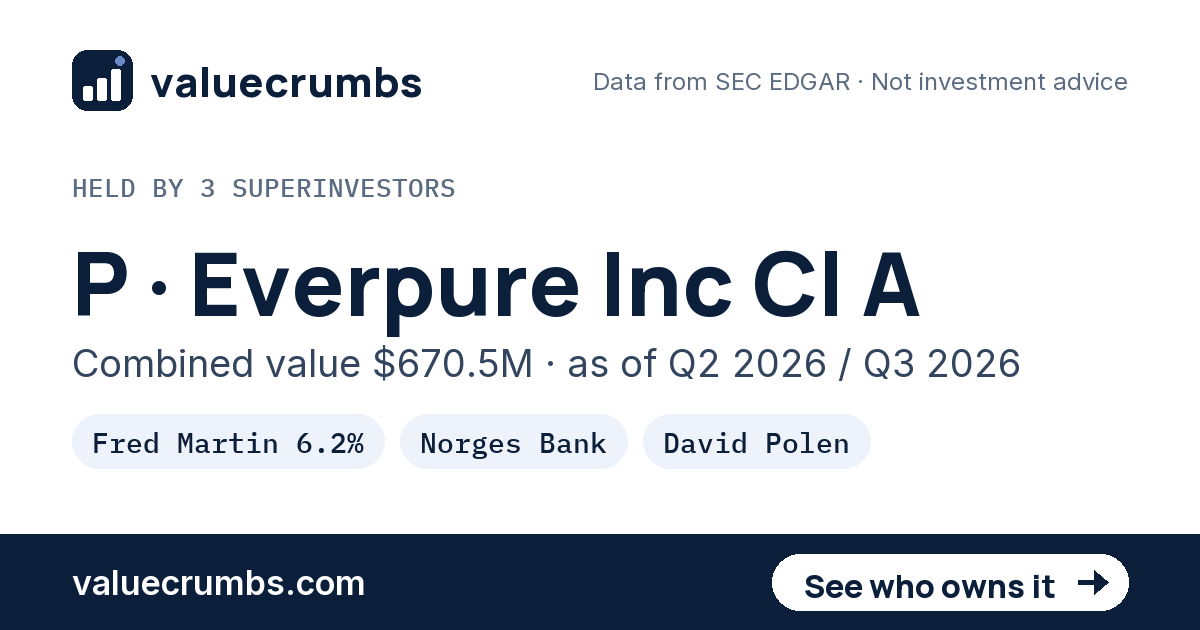 valuecrumbs
Data from SEC EDGAR · Not investment advice
HELD BY 3 SUPERINVESTORS
P · Everpure Inc Cl A
Combined value $670.5M · as of Q2 2026 / Q3 2026
Fred Martin 6.2%
Norges Bank
David Polen
valuecrumbs.com
See who owns it →